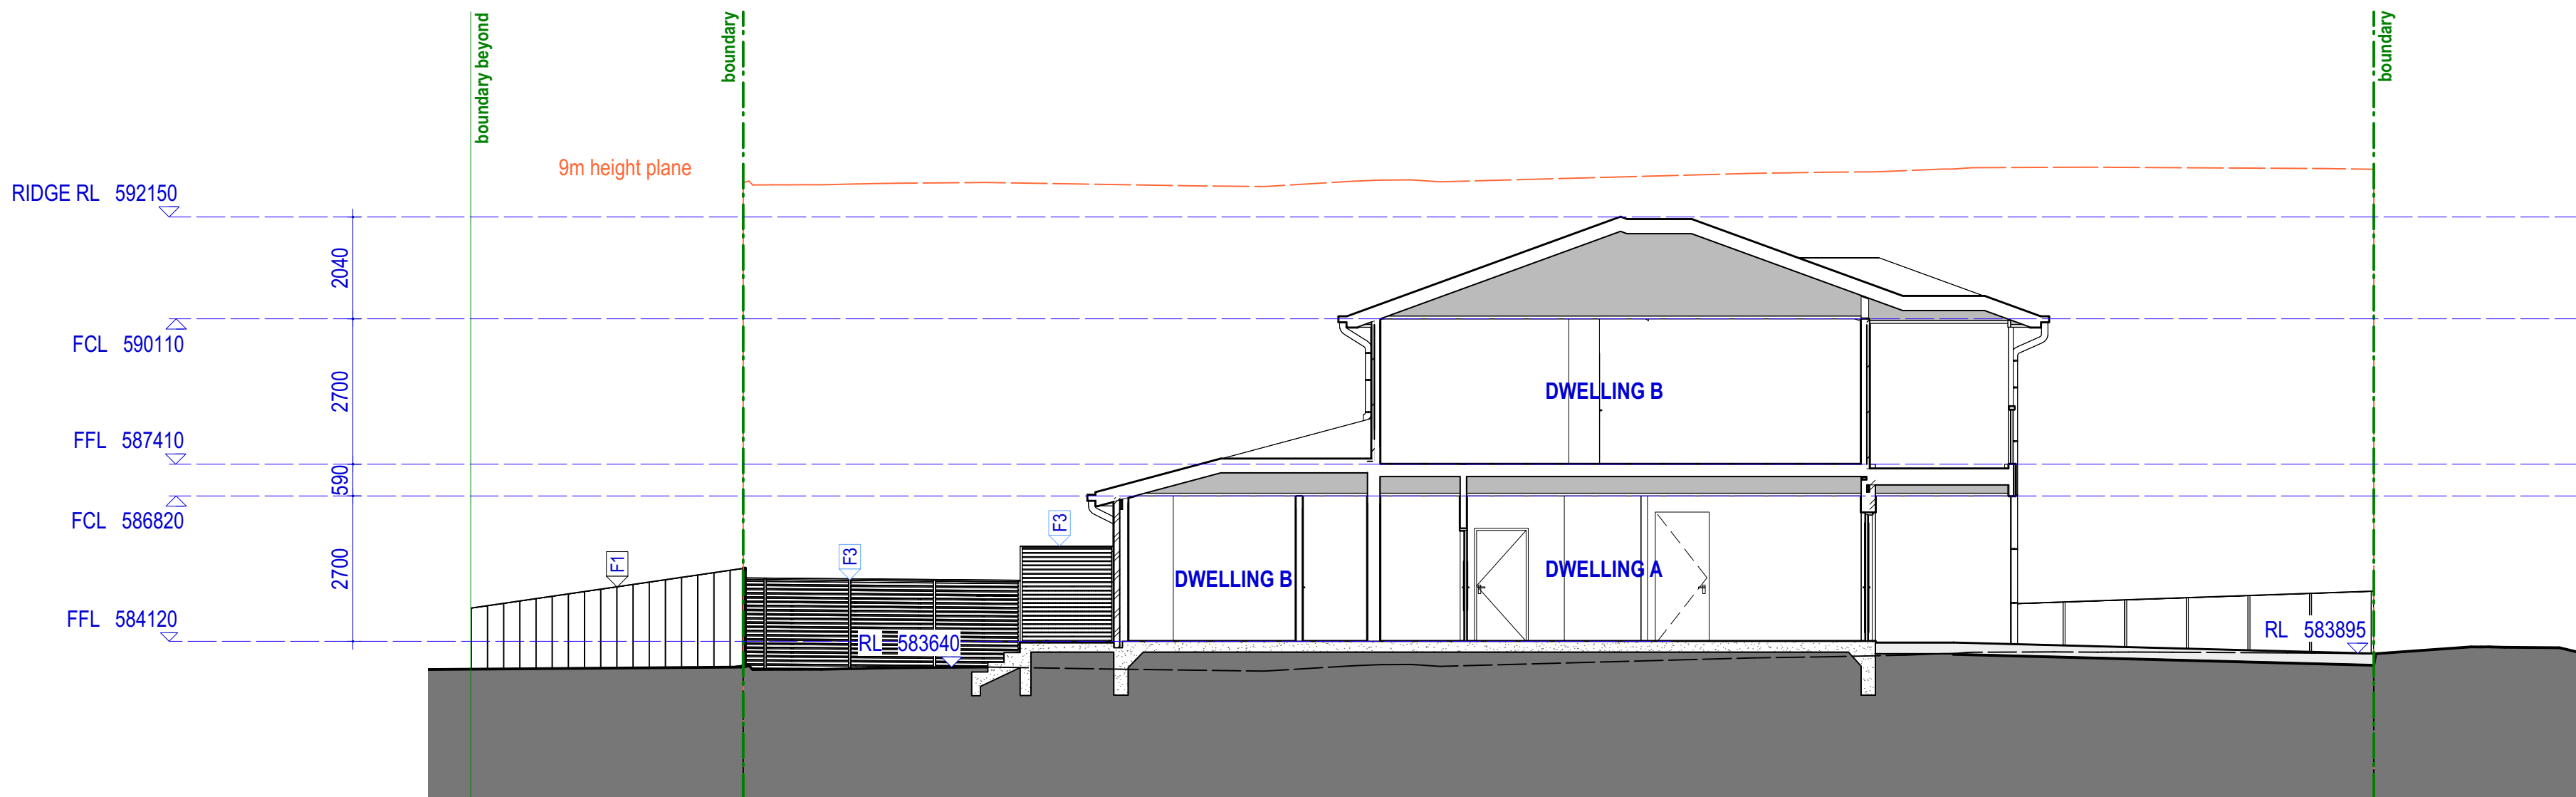 boundary beyond
boundary
boundary
9m height plane
RIDGE RL 592150
2040
FCL 590110
2700
DWELLING B
FFL 587410
590
FCL 586820
F3
F3
F1
2700
DWELLING B
DWELLING A
FFL 584120
RL 583640
RL 583895